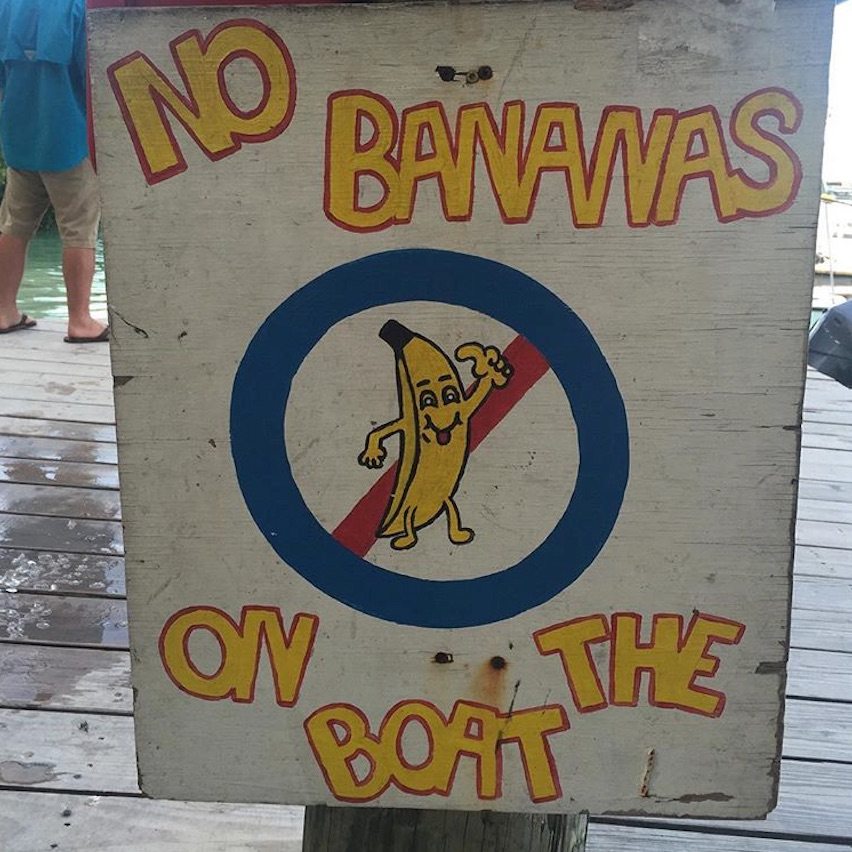 NO
BANANAS
ON THE
BOAT